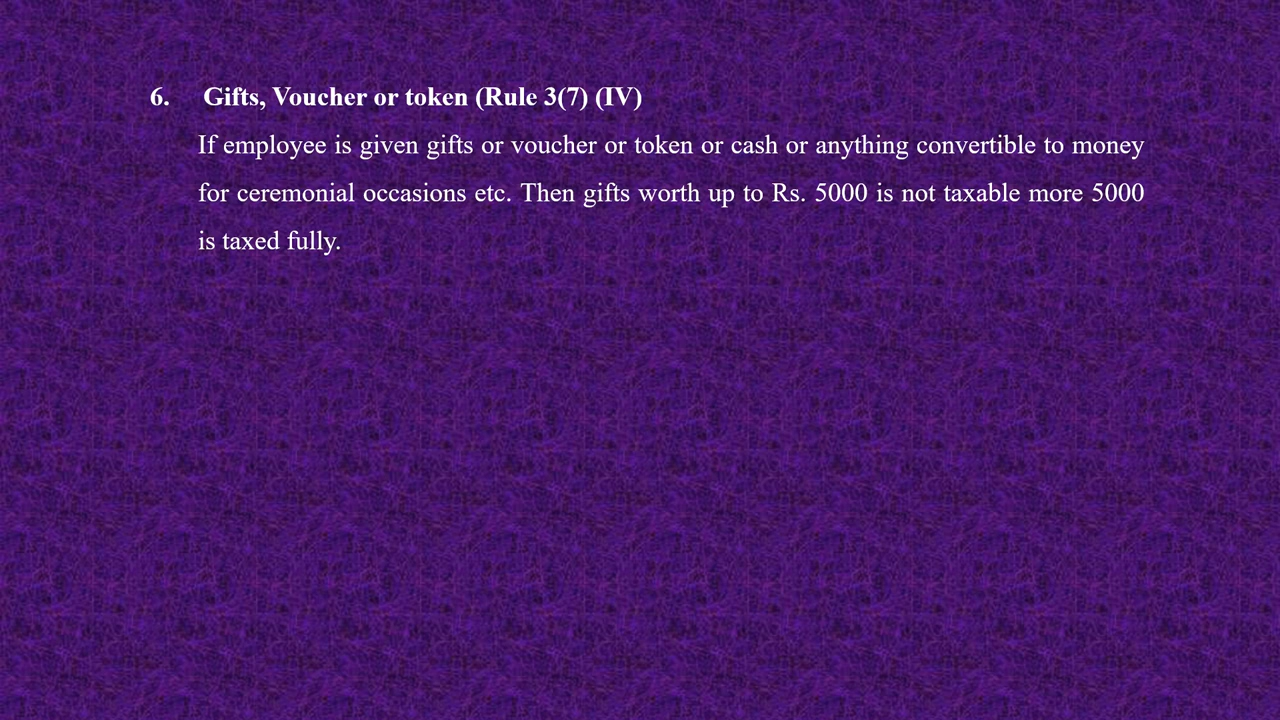 6. Gifts, Voucher or token (Rule 3(7) (IV)
If employee is given gifts or voucher or token or cash or anything convertible to money
for ceremonial occasions etc. Then gifts worth up to Rs. 5000 is not taxable more 5000
is taxed fully.